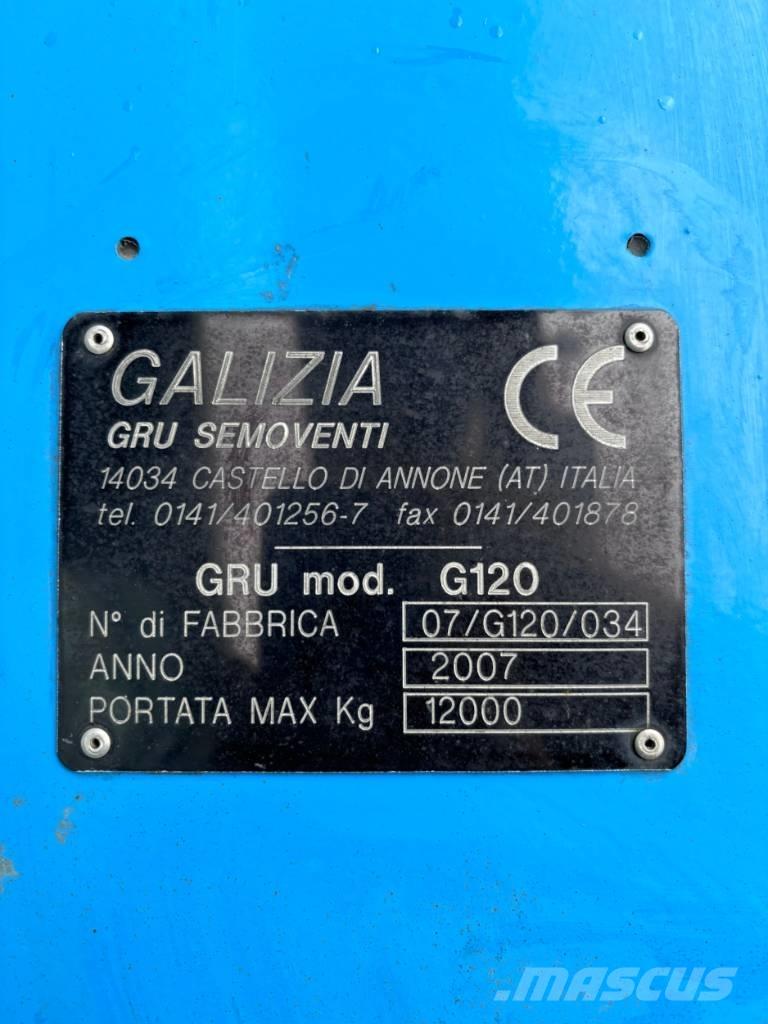 GALIZIA
CE
GRU SEMOVENTI
14034 CASTELLO DI ANNONE (AT) ITALIA
tel. 0141/401256-7 fax 0141/401878
GRU mod. G120
N° di FABBRICA 07/G120/034
ANNO 2007
PORTATA MAX Kg 12000
MASCUS